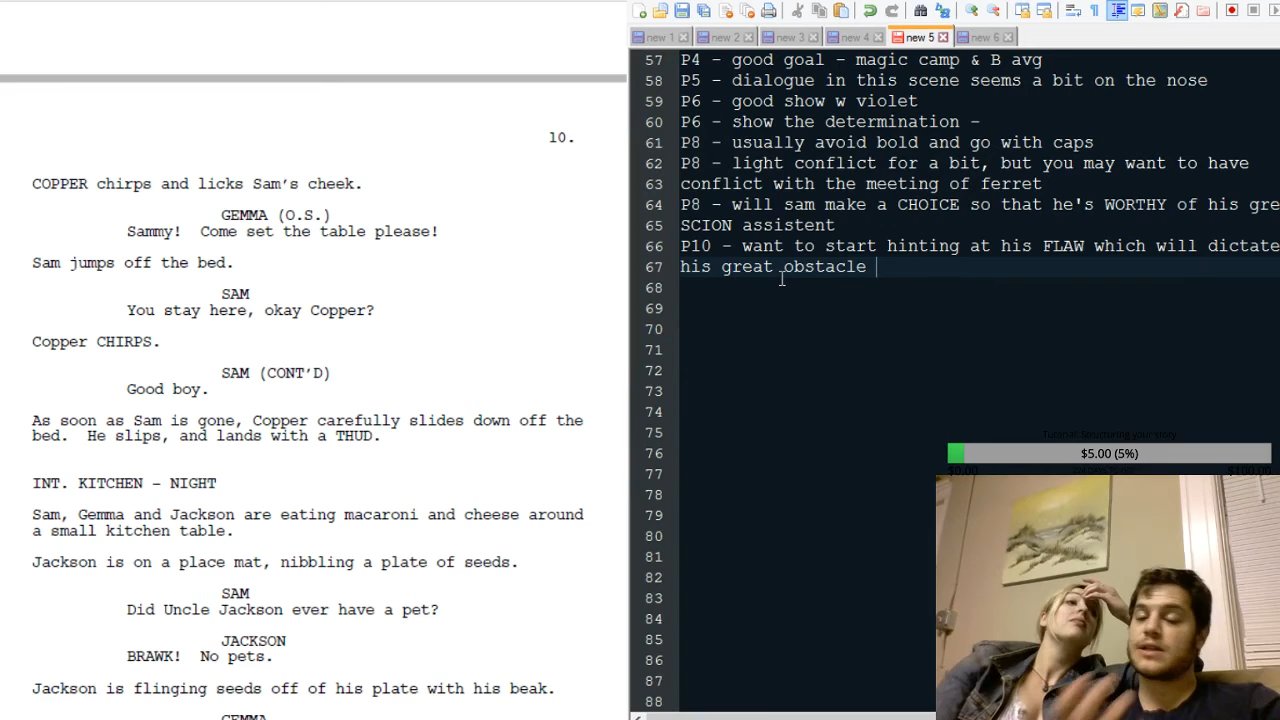 10.
COPPER chirps and licks Sam's cheek.
GEMMA (O.S.)
Sammy!  Come set the table please!
Sam jumps off the bed.
SAM
You stay here, okay Copper?
Copper CHIRPS.
SAM (CONT'D)
Good boy.
As soon as Sam is gone, Copper carefully slides down off the
bed.  He slips, and lands with a THUD.
INT. KITCHEN - NIGHT
Sam, Gemma and Jackson are eating macaroni and cheese around
a small kitchen table.
Jackson is on a place mat, nibbling a plate of seeds.
SAM
Did Uncle Jackson ever have a pet?
JACKSON
BRAWK!  No pets.
Jackson is flinging seeds off of his plate with his beak.
GEMMA
new 1
new 2
new 3
new 4
new 5
new 6
57 P4 - good goal - magic camp & B avg
58 P5 - dialogue in this scene seems a bit on the nose
59 P6 - good show w violet
60 P6 - show the determination -
61 P8 - usually avoid bold and go with caps
62 P8 - light conflict for a bit, but you may want to have
63 conflict with the meeting of ferret
64 P8 - will sam make a CHOICE so that he's WORTHY of his gre
65 SCION assistent
66 P10 - want to start hinting at his FLAW which will dictate
67 his great obstacle
68
69
70
71
72
73
74
75
76
77
78
79
80
81
82
83
84
85
86
87
88
$5.00 (5%)
$0.00
$100.00